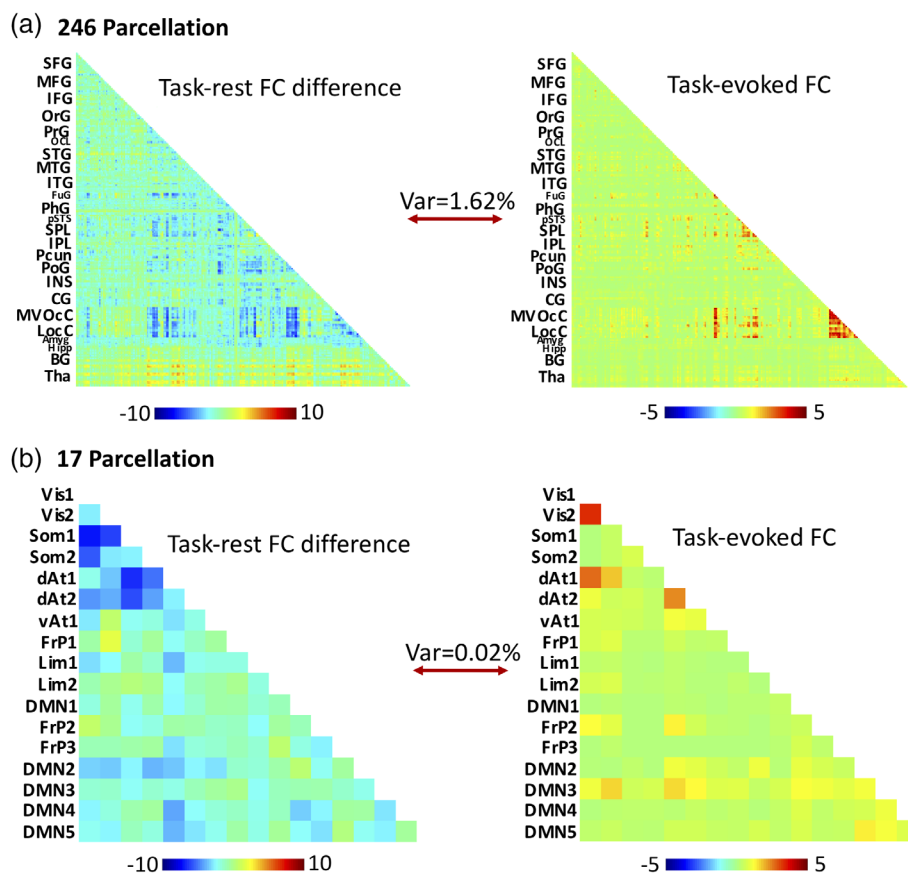 (a) 246 Parcellation
Task-rest FC difference
Task-evoked FC
SFG
MFG
IFG
OrG
PrG
OCL
STG
MTG
ITG
FuG
PhG
pSTS
SPL
IPL
Pcun
PoG
INS
CG
MVOcC
LocC
Amyg
Hipp
BG
Tha
Var=1.62%
SFG
MFG
IFG
OrG
PrG
OCL
STG
MTG
ITG
FuG
PhG
pSTS
SPL
IPL
Pcun
PoG
INS
CG
MVOcC
LocC
Amyg
Hipp
BG
Tha
-10 10
-5 5
(b) 17 Parcellation
Task-rest FC difference
Task-evoked FC
Vis1
Vis2
Som1
Som2
dAt1
dAt2
vAt1
FrP1
Lim1
Lim2
DMN1
FrP2
FrP3
DMN2
DMN3
DMN4
DMN5
Var=0.02%
Vis1
Vis2
Som1
Som2
dAt1
dAt2
vAt1
FrP1
Lim1
Lim2
DMN1
FrP2
FrP3
DMN2
DMN3
DMN4
DMN5
-10 10
-5 5